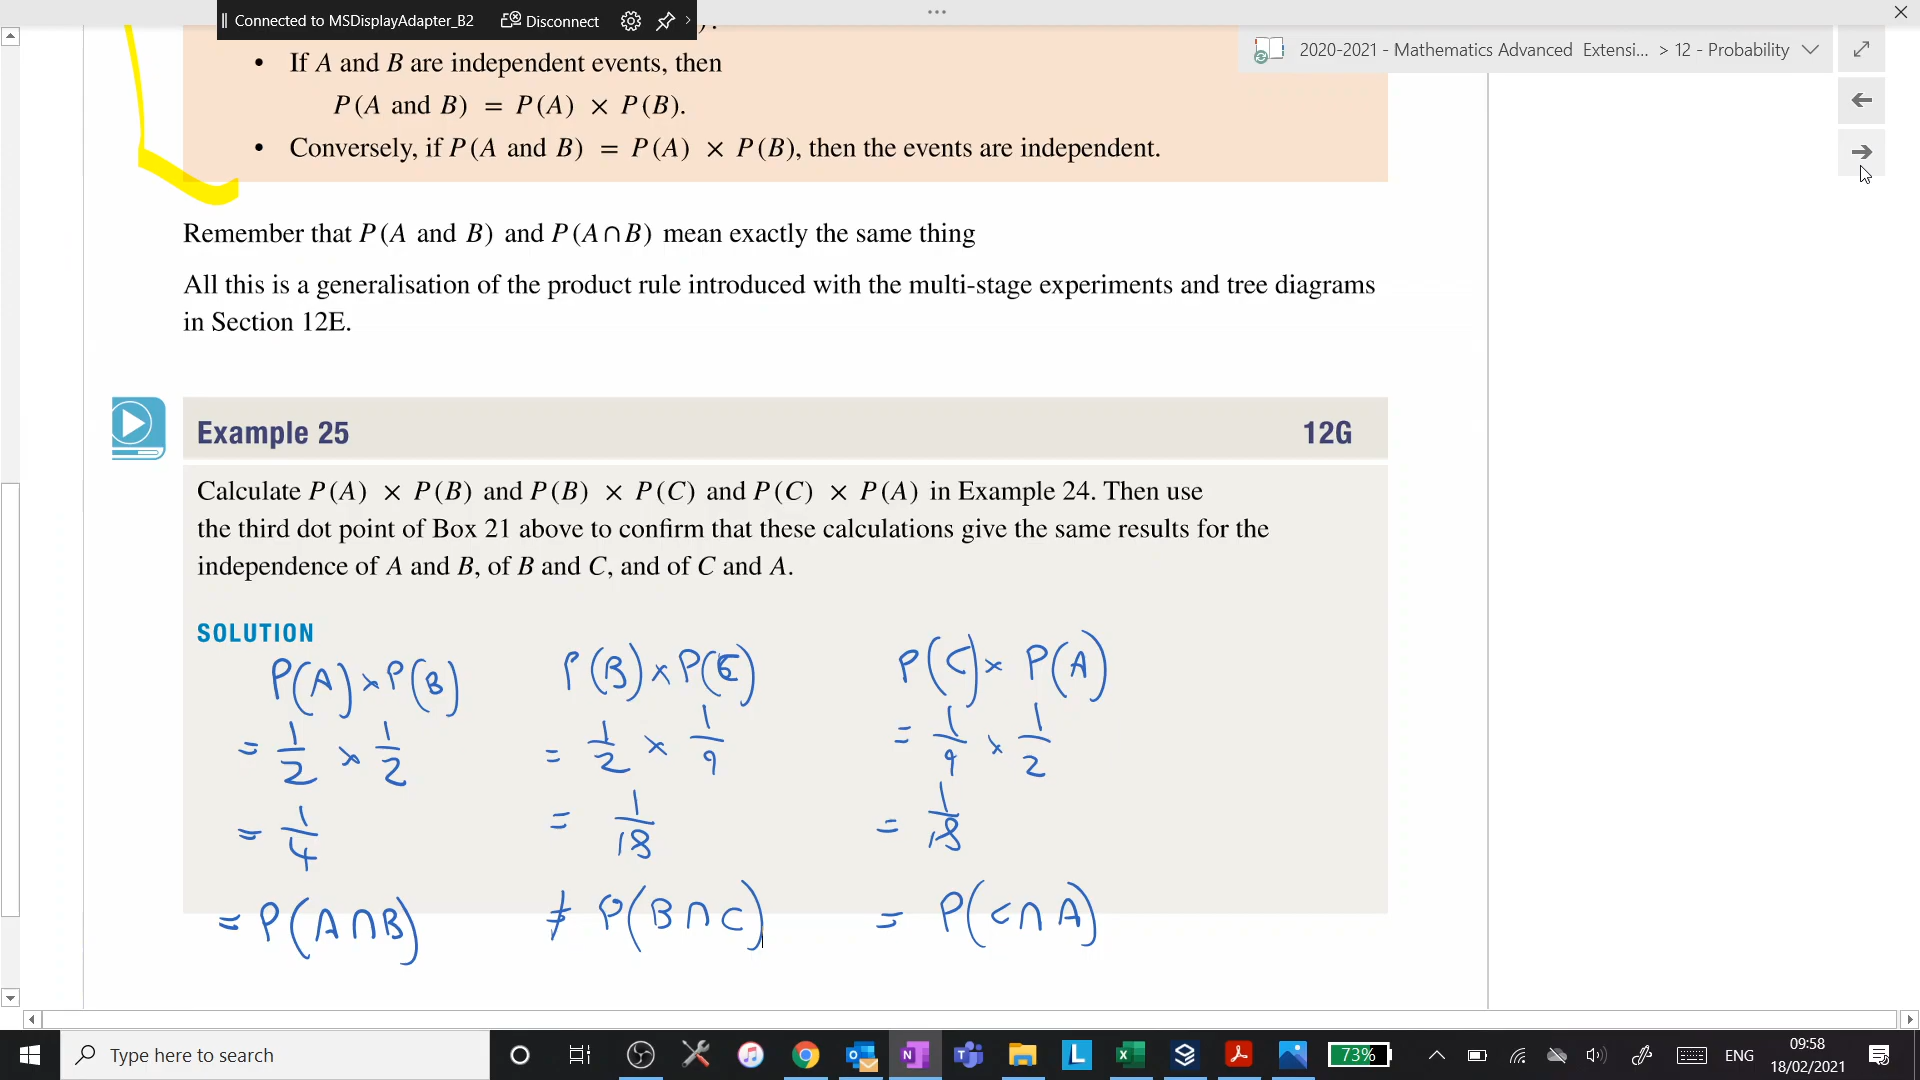 Connected to MSDisplayAdapter_B2 Disconnect
2020-2021 - Mathematics Advanced Extensi... > 12 - Probability
• If A and B are independent events, then
P(A and B) = P(A) × P(B).
• Conversely, if P(A and B) = P(A) × P(B), then the events are independent.
Remember that P(A and B) and P(A∩B) mean exactly the same thing
All this is a generalisation of the product rule introduced with the multi-stage experiments and tree diagrams
in Section 12E.
Example 25 12G
Calculate P(A) × P(B) and P(B) × P(C) and P(C) × P(A) in Example 24. Then use
the third dot point of Box 21 above to confirm that these calculations give the same results for the
independence of A and B, of B and C, and of C and A.
SOLUTION
P(A) × P(B) P(B) × P(C) P(C) × P(A)
= 1/2 × 1/2 = 1/2 × 1/9 = 1/9 × 1/2
= 1/4 = 1/18 = 1/18
= P(A∩B) ≠ P(B∩C) = P(C∩A)
Type here to search 73% ENG 09:58
18/02/2021